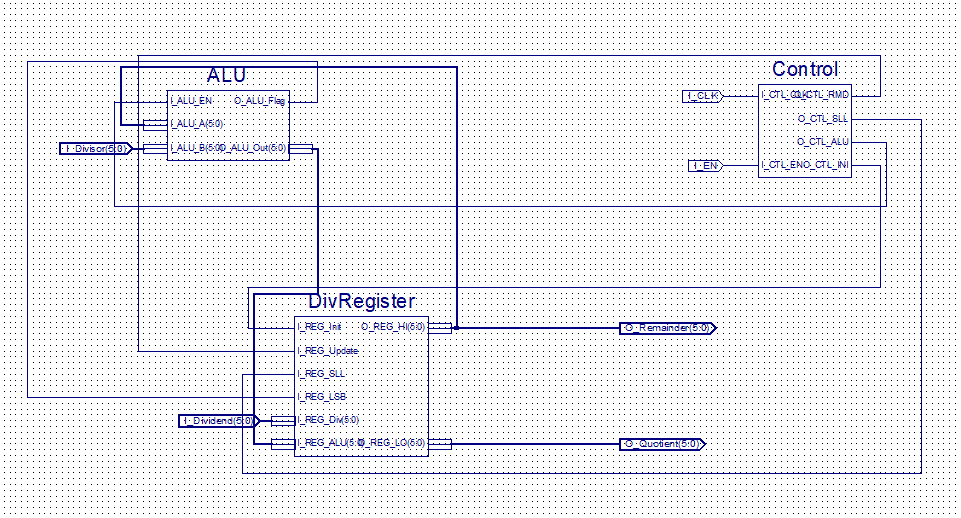 ALU
I_ALU_EN
O_ALU_Flag
I_ALU_A(5:0)
I_ALU_B(5:0)
O_ALU_Out(5:0)
I_Divisor(5:0)
Control
I_CLK
I_CTL_CLK
O_CTL_RMD
O_CTL_SLL
O_CTL_ALU
I_EN
I_CTL_EN
O_CTL_INI
DivRegister
I_REG_Init
O_REG_HI(5:0)
O_Remainder(5:0)
I_REG_Update
I_REG_SLL
I_REG_LSB
I_Dividend(5:0)
I_REG_Div(5:0)
I_REG_ALU(5:0)
O_REG_LO(5:0)
O_Quotient(5:0)